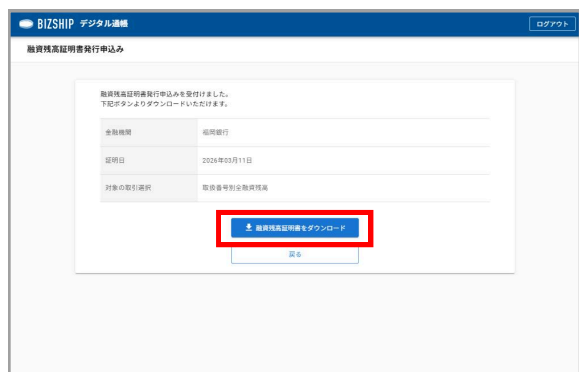 BIZSHIP デジタル通帳
ログアウト
融資残高証明書発行申込み
融資残高証明書発行申込みを受付けました。
下記ボタンよりダウンロードいただけます。
金融機関 福岡銀行
証明日 2026年03月11日
対象の取引選択 取扱番号別全融資残高
融資残高証明書をダウンロード
戻る